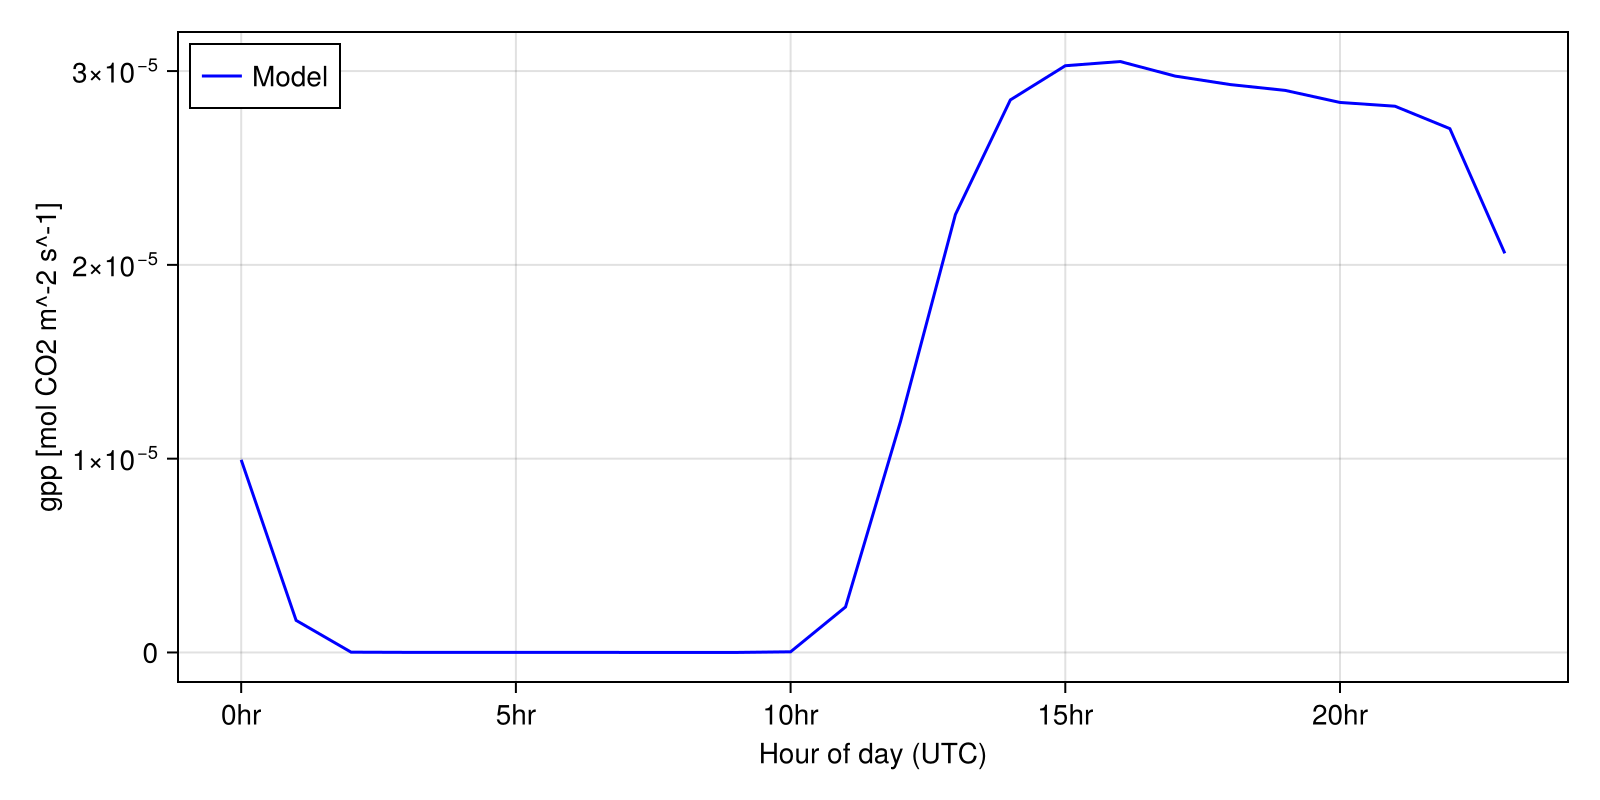 Model
3×10⁻⁵
2×10⁻⁵
1×10⁻⁵
0
gpp [mol CO2 m^-2 s^-1]
0hr 5hr 10hr 15hr 20hr
Hour of day (UTC)